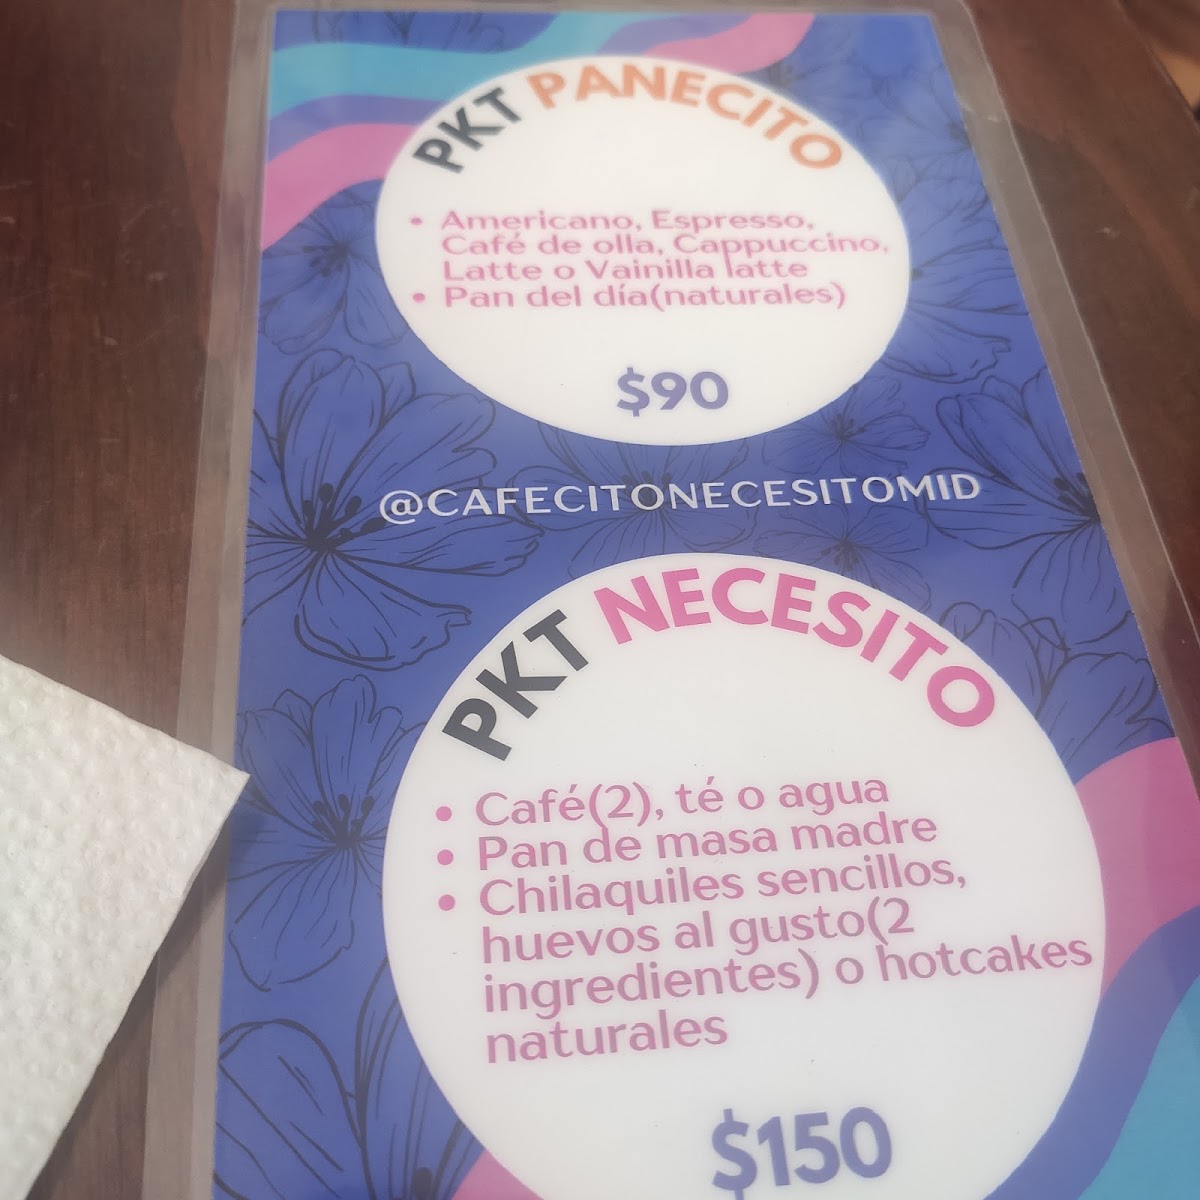 PKT PANECITO
• Americano, Espresso,
Café de olla, Cappuccino,
Latte o Vainilla latte
• Pan del día(naturales)
$90
@CAFECITONECESITOMID
PKT NECESITO
• Café(2), té o agua
• Pan de masa madre
• Chilaquiles sencillos,
huevos al gusto(2
ingredientes) o hotcakes
naturales
$150